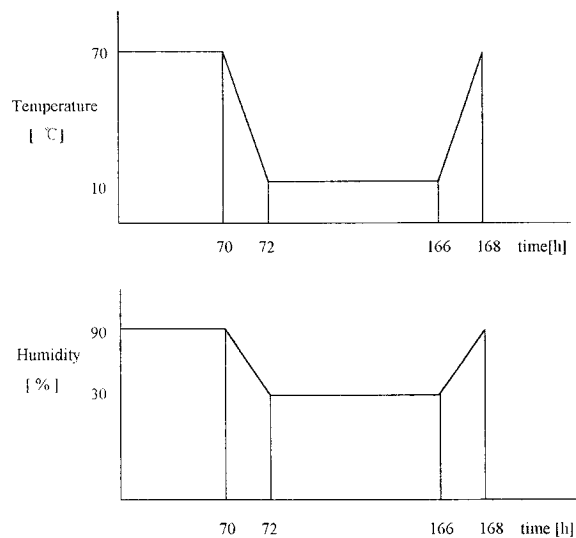 70
Temperature
[ ℃]
10
70 72 166 168 time[h]
90
Humidity
[ % ]
30
70 72 166 168 time [h]